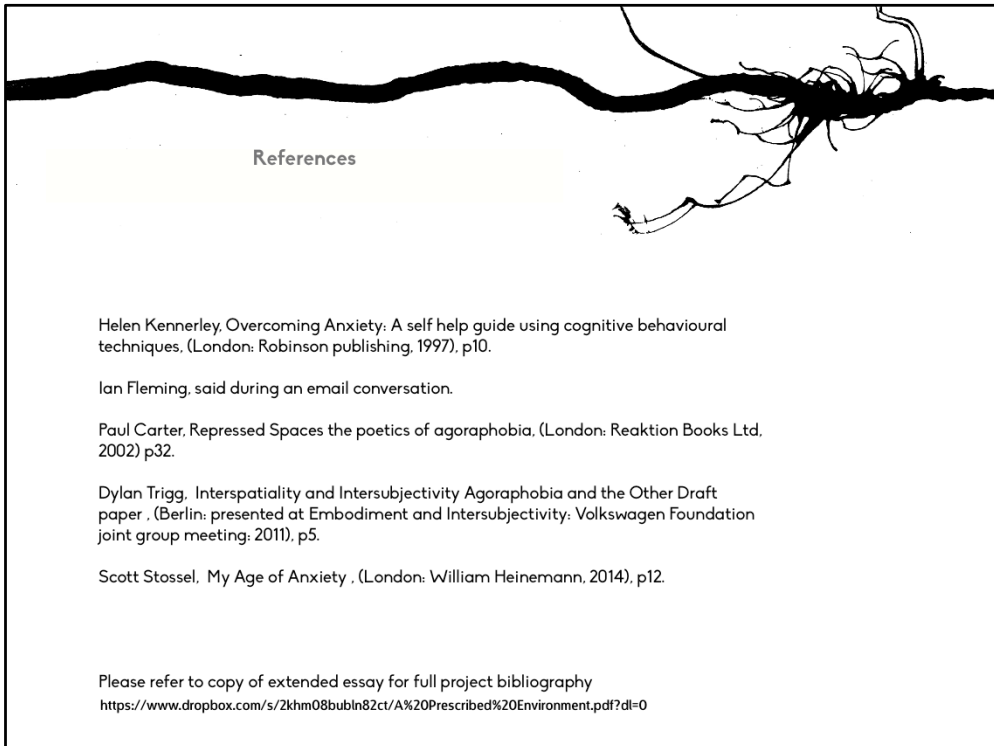 References
Helen Kennerley, Overcoming Anxiety: A self help guide using cognitive behavioural
techniques, (London: Robinson publishing, 1997), p10.
Ian Fleming, said during an email conversation.
Paul Carter, Repressed Spaces the poetics of agoraphobia, (London: Reaktion Books Ltd,
2002) p32.
Dylan Trigg,  Interspatiality and Intersubjectivity Agoraphobia and the Other Draft
paper , (Berlin: presented at Embodiment and Intersubjectivity: Volkswagen Foundation
joint group meeting: 2011), p5.
Scott Stossel,  My Age of Anxiety , (London: William Heinemann, 2014), p12.
Please refer to copy of extended essay for full project bibliography
https://www.dropbox.com/s/2khm08bubln82ct/A%20Prescribed%20Environment.pdf?dl=0